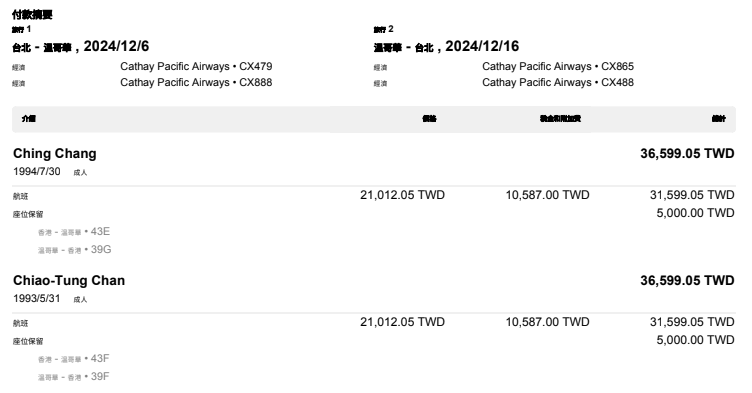 付款摘要
旅行 1
台北 - 溫哥華 , 2024/12/6
經濟 Cathay Pacific Airways • CX479
經濟 Cathay Pacific Airways • CX888
旅行 2
溫哥華 - 台北 , 2024/12/16
經濟 Cathay Pacific Airways • CX865
經濟 Cathay Pacific Airways • CX488
介紹 價格 稅金和附加費 總計
Ching Chang 36,599.05 TWD
1994/7/30 成人
航班 21,012.05 TWD 10,587.00 TWD 31,599.05 TWD
座位保留 5,000.00 TWD
香港 - 溫哥華 • 43E
溫哥華 - 香港 • 39G
Chiao-Tung Chan 36,599.05 TWD
1993/5/31 成人
航班 21,012.05 TWD 10,587.00 TWD 31,599.05 TWD
座位保留 5,000.00 TWD
香港 - 溫哥華 • 43F
溫哥華 - 香港 • 39F